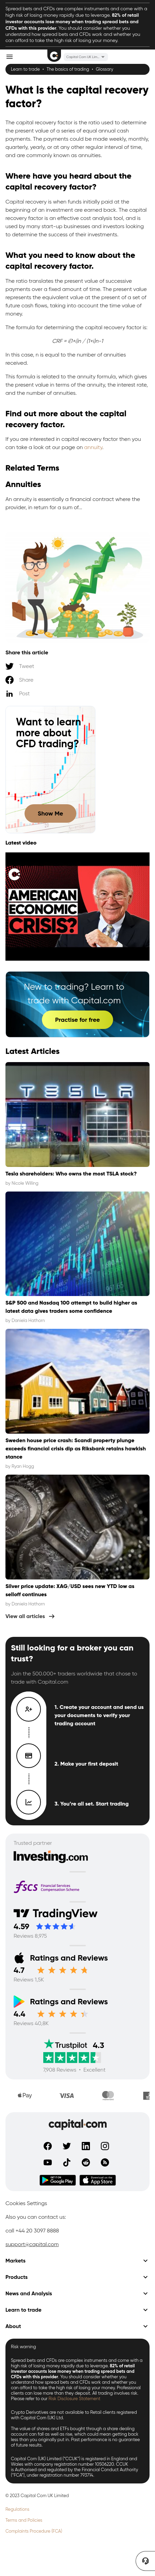 Spread bets and CFDs are complex instruments and come with a
high risk of losing money rapidly due to leverage. 82% of retail
investor accounts lose money when trading spread bets and
CFDs with this provider. You should consider whether you
understand how spread bets and CFDs work and whether you
can afford to take the high risk of losing your money.
Learn to trade • The basics of trading • Glossary
What is the capital recovery
factor?
The capital recovery factor is the ratio used to determine
the present value of a series of equal annual cash
payments. The payments could be made weekly, monthly,
quarterly, yearly, or at any other regular interval of time,
and are commonly known as annuities.
Where have you heard about the
capital recovery factor?
Capital recovery is when funds initially paid at the
beginning of an investment are returned. An important
aspect to consider for any business is the capital tool. The
factor and formula for capital recovery can be used for
many start-up businesses and investors looking to
determine the success of their investments.
What you need to know about the
capital recovery factor.
The ratio translates the present value of successive
payments over a fixed amount of time. The present value
represents the equivalent value at the present of a set of
future cash flows, taking into account the time value of
money.
The formula for determining the capital recovery factor is:
CRF = i(1+i)n / (1+i)n-1
In this case, n is equal to the number of annuities
received.
This formula is related to the annuity formula, which gives
the present value in terms of the annuity, the interest rate,
and the number of annuities.
Find out more about the capital
recovery factor.
If you are interested in capital recovery factor then you
can take a look at our page on annuity.
Related Terms
Annuities
An annuity is essentially a financial contract where the
provider, in return for a sum of...
Share this article
Tweet
Share
Post
Want to learn
more about
CFD trading?
Show Me
Latest video
AMERICAN
ECONOMIC
CRISIS?
New to trading? Learn to
trade with Capital.com
Practise for free
Latest Articles
TESLA
Tesla shareholders: Who owns the most TSLA stock?
by Nicole Willing
S&P 500 and Nasdaq 100 attempt to build higher as
latest data gives traders some confidence
by Daniela Hathorn
Sweden house price crash: Scandi property plunge
exceeds financial crisis dip as Riksbank retains hawkish
stance
by Ryan Hogg
Silver price update: XAG/USD sees new YTD low as
selloff continues
by Daniela Hathorn
View all articles
Still looking for a broker you can
trust?
Join the 500.000+ traders worldwide that chose to
trade with Capital.com
1. Create your account and send us
your documents to verify your
trading account
2. Make your first deposit
3. You're all set. Start trading
Trusted partner
Investing.com
fscs Financial Services
Compensation Scheme
TradingView
4.59
Reviews 8,975
Ratings and Reviews
4.7
Reviews 1,5K
Ratings and Reviews
4.4
Reviews 40,8K
Trustpilot 4.3
7,908 Reviews • Excellent
Pay VISA
capital.com
Google Play App Store
Cookies Settings
Also you can contact us:
call +44 20 3097 8888
support@capital.com
Markets
Products
News and Analysis
Learn to trade
About
Risk warning
Spread bets and CFDs are complex instruments and come with a
high risk of losing money rapidly due to leverage. 82% of retail
investor accounts lose money when trading spread bets and
CFDs with this provider. You should consider whether you
understand how spread bets and CFDs work and whether you
can afford to take the high risk of losing your money. CFD
clients can never lose more than they deposit. All trading involves risk.
Please refer to our Risk Disclosure Statement
Crypto Derivatives are not available to Retail clients registered
with Capital Com (UK) Ltd.
The value of shares and ETFs bought through a share dealing
account can fall as well as rise, which could mean getting back
less than you originally put in. Past performance is no guarantee
of future results.
Capital Com (UK) Limited ("CCUK") is registered in England and
Wales with company registration number 10506220. CCUK
is Authorised and regulated by the Financial Conduct Authority
("FCA"), under registration number 793714.
© 2023 Capital Com UK Limited
Regulations
Terms and Policies
Complaints Procedure (FCA)